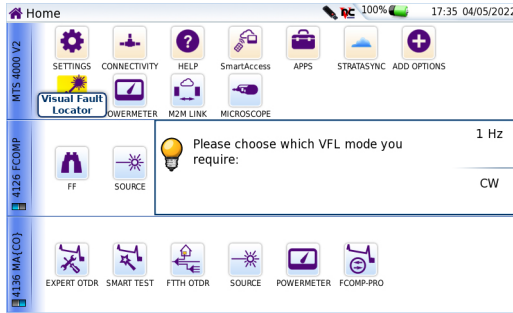 Home
100%
17:35 04/05/2022
MTS 4000 V2
SETTINGS
CONNECTIVITY
HELP
SmartAccess
APPS
STRATASYNC
ADD OPTIONS
Visual Fault
Locator
POWERMETER
M2M LINK
MICROSCOPE
4126 FCOMP
FF
SOURCE
Please choose which VFL mode you
require:
1 Hz
CW
4136 MA{CO}
EXPERT OTDR
SMART TEST
FTTH OTDR
SOURCE
POWERMETER
FCOMP-PRO